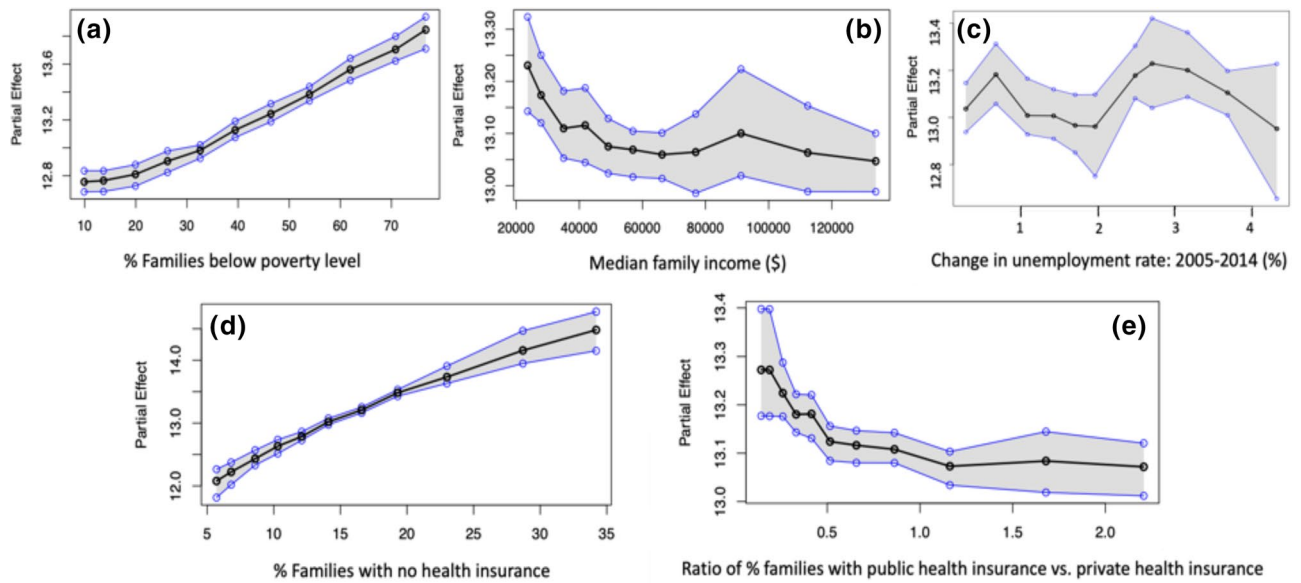 (a)
Partial Effect
13.6
13.2
12.8
10 20 30 40 50 60 70
% Families below poverty level
(b)
Partial Effect
13.30
13.20
13.10
13.00
20000 40000 60000 80000 100000 120000
Median family income ($)
(c)
Partial Effect
13.4
13.2
13.0
12.8
1 2 3 4
Change in unemployment rate: 2005-2014 (%)
(d)
Partial Effect
14.0
13.0
12.0
5 10 15 20 25 30 35
% Families with no health insurance
(e)
Partial Effect
13.4
13.3
13.2
13.1
13.0
0.5 1.0 1.5 2.0
Ratio of % families with public health insurance vs. private health insurance